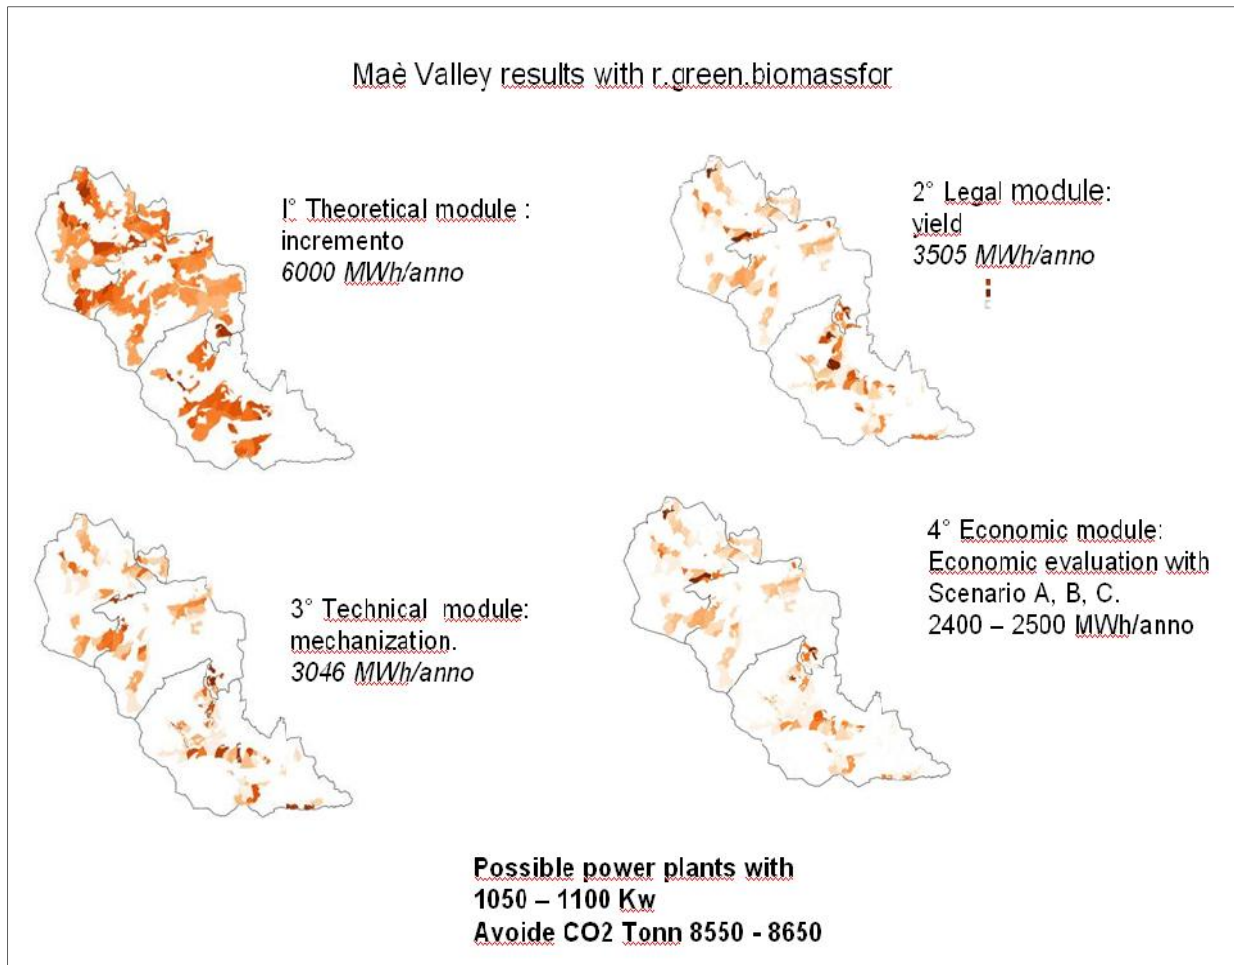 Maè Valley results with r.green.biomassfor
I° Theoretical module :
incremento
6000 MWh/anno
2° Legal module:
yield
3505 MWh/anno
3° Technical module:
mechanization.
3046 MWh/anno
4° Economic module:
Economic evaluation with
Scenario A, B, C.
2400 – 2500 MWh/anno
Possible power plants with
1050 – 1100 Kw
Avoide CO2 Tonn 8550 - 8650